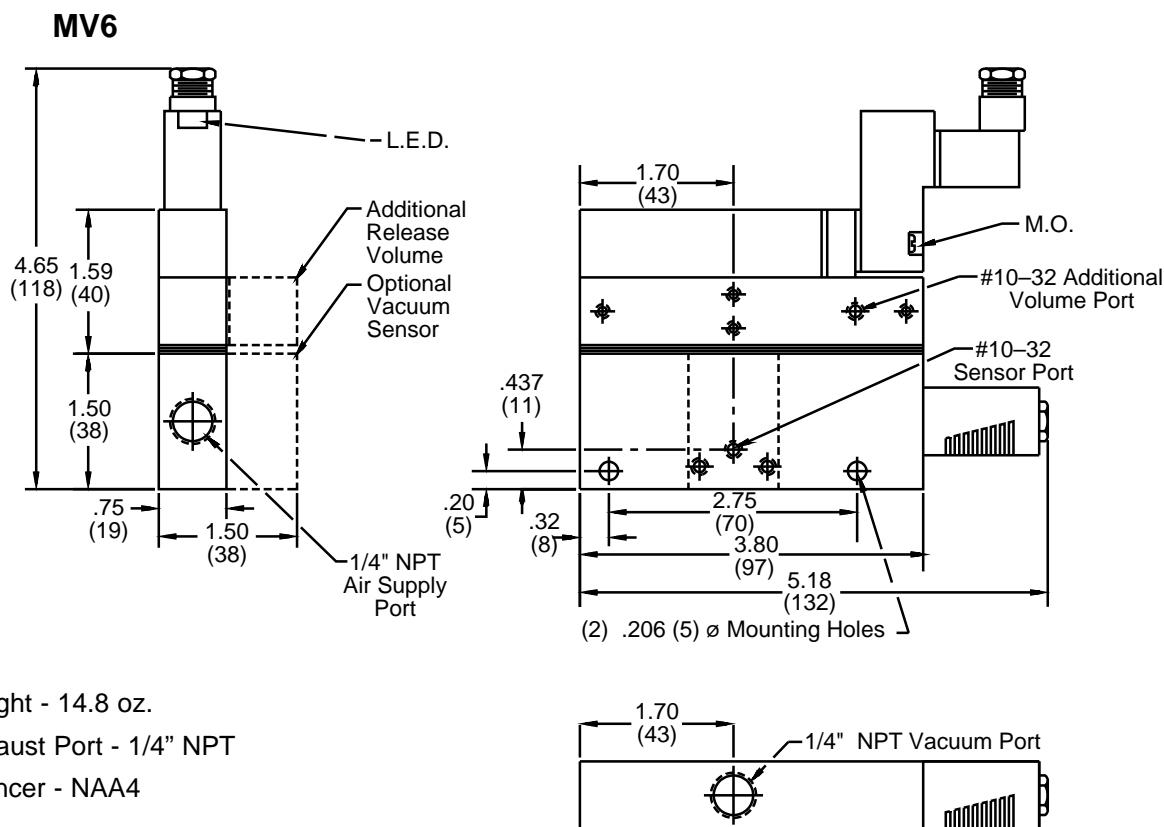 MV6
L.E.D.
Additional
Release
Volume
Optional
Vacuum
Sensor
4.65
(118)
1.59
(40)
1.50
(38)
.75
(19)
1.50
(38)
1/4" NPT
Air Supply
Port
1.70
(43)
M.O.
#10–32 Additional
Volume Port
#10–32
Sensor Port
.437
(11)
.20
(5)
.32
(8)
2.75
(70)
3.80
(97)
5.18
(132)
(2) .206 (5) ø Mounting Holes
ght - 14.8 oz.
aust Port - 1/4” NPT
ncer - NAA4
1.70
(43)
1/4" NPT Vacuum Port